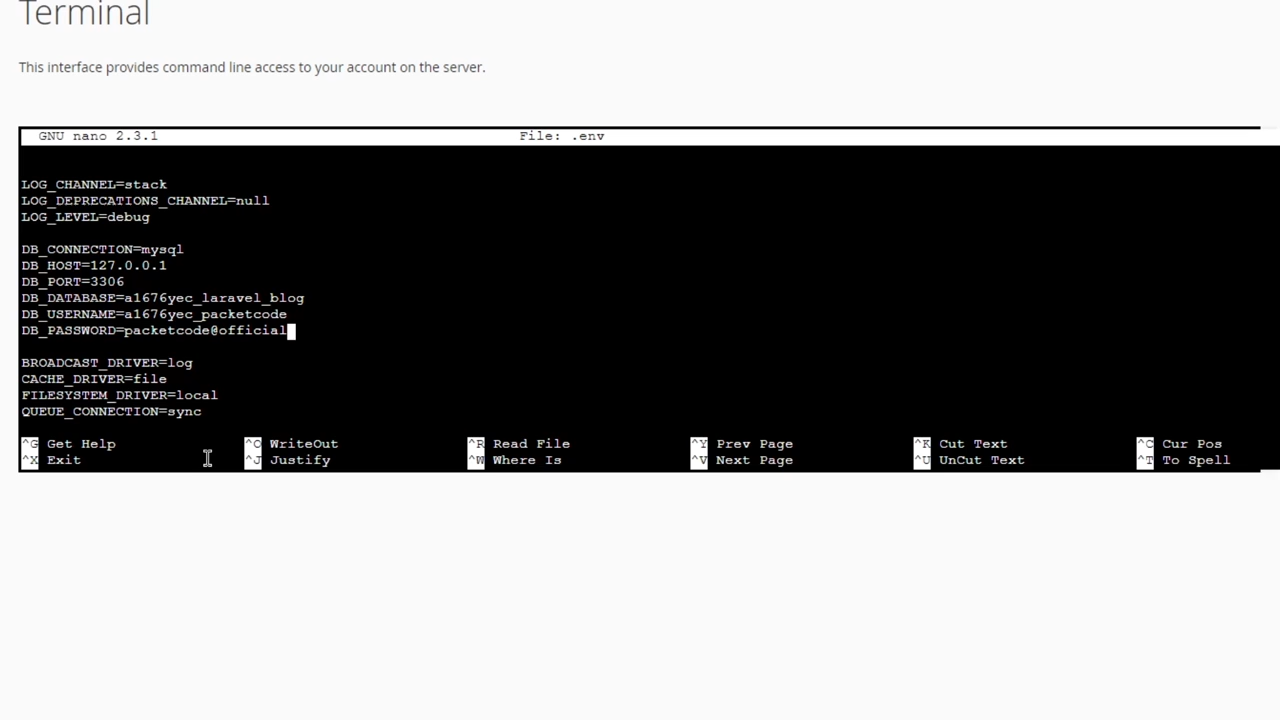 Terminal
This interface provides command line access to your account on the server.
GNU nano 2.3.1 File: .env
LOG_CHANNEL=stack
LOG_DEPRECATIONS_CHANNEL=null
LOG_LEVEL=debug
DB_CONNECTION=mysql
DB_HOST=127.0.0.1
DB_PORT=3306
DB_DATABASE=a1676yec_laravel_blog
DB_USERNAME=a1676yec_packetcode
DB_PASSWORD=packetcode@official
BROADCAST_DRIVER=log
CACHE_DRIVER=file
FILESYSTEM_DRIVER=local
QUEUE_CONNECTION=sync
^G Get Help ^O WriteOut ^R Read File ^Y Prev Page ^K Cut Text ^C Cur Pos
^X Exit ^J Justify ^W Where Is ^V Next Page ^U UnCut Text ^T To Spell